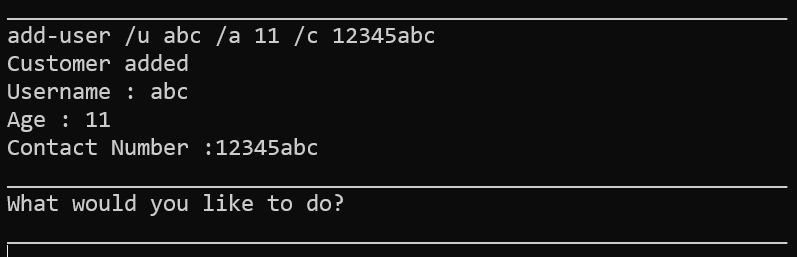 add-user /u abc /a 11 /c 12345abc
Customer added
Username : abc
Age : 11
Contact Number :12345abc
What would you like to do?